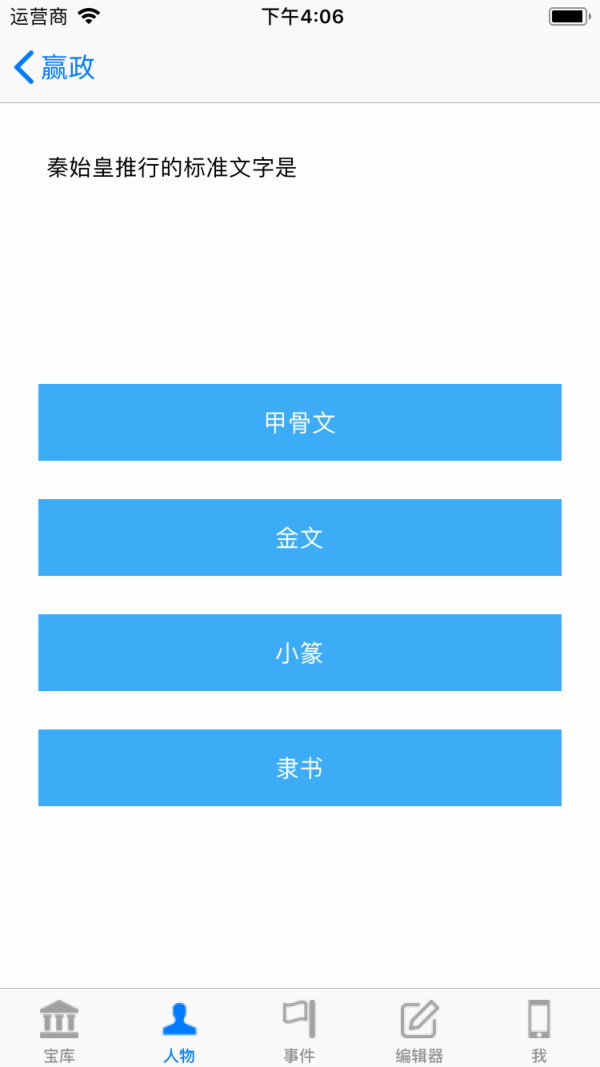 运营商 下午4:06
赢政
秦始皇推行的标准文字是
甲骨文
金文
小篆
隶书
宝库 人物 事件 编辑器 我